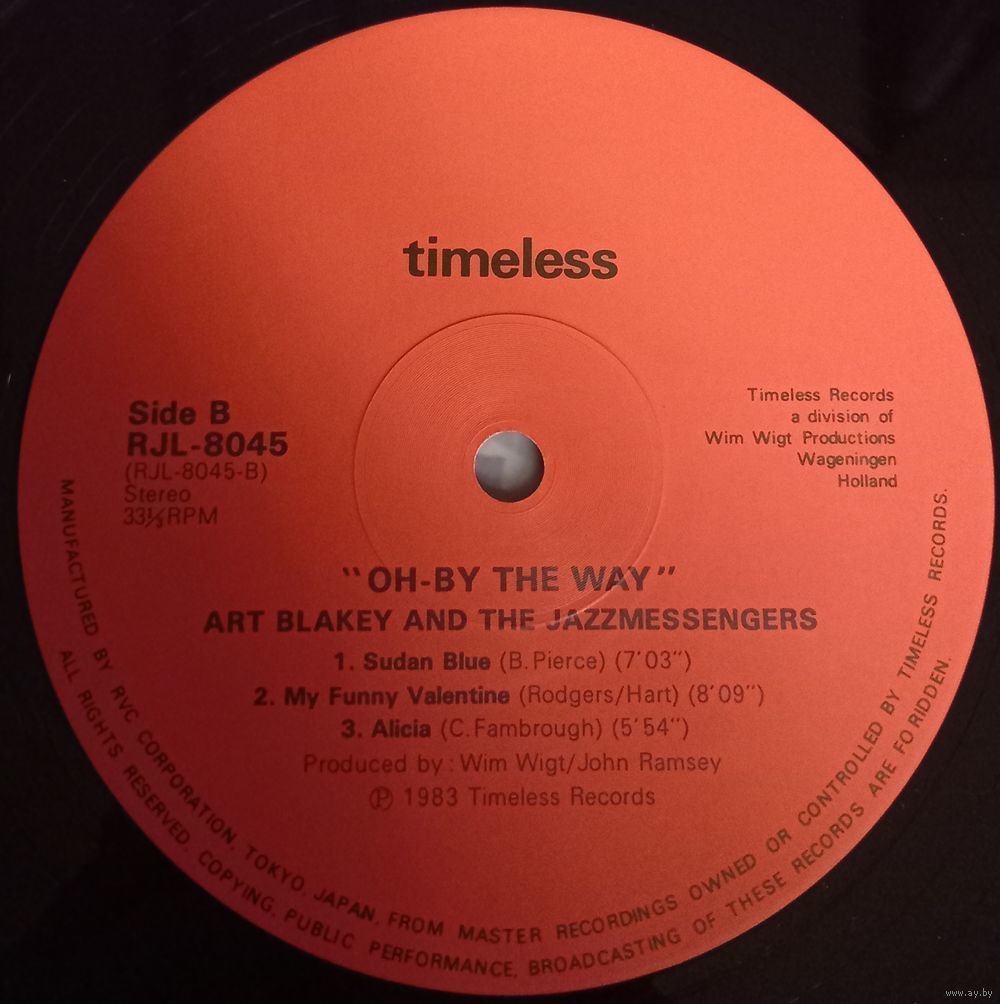 timeless
Side B
RJL-8045
(RJL-8045-B)
Stereo
33⅓RPM
Timeless Records
a division of
Wim Wigt Productions
Wageningen
Holland
"OH-BY THE WAY"
ART BLAKEY AND THE JAZZMESSENGERS
1. Sudan Blue (B.Pierce) (7'03")
2. My Funny Valentine (Rodgers/Hart) (8'09")
3. Alicia (C.Fambrough) (5'54")
Produced by: Wim Wigt/John Ramsey
Ⓟ 1983 Timeless Records
MANUFACTURED BY RVC CORPORATION, TOKYO, JAPAN, FROM MASTER RECORDINGS OWNED OR CONTROLLED BY TIMELESS RECORDS.
ALL RIGHTS RESERVED. COPYING, PUBLIC PERFORMANCE, BROADCASTING OF THESE RECORDS ARE FO RIDDEN.
www.ay.by